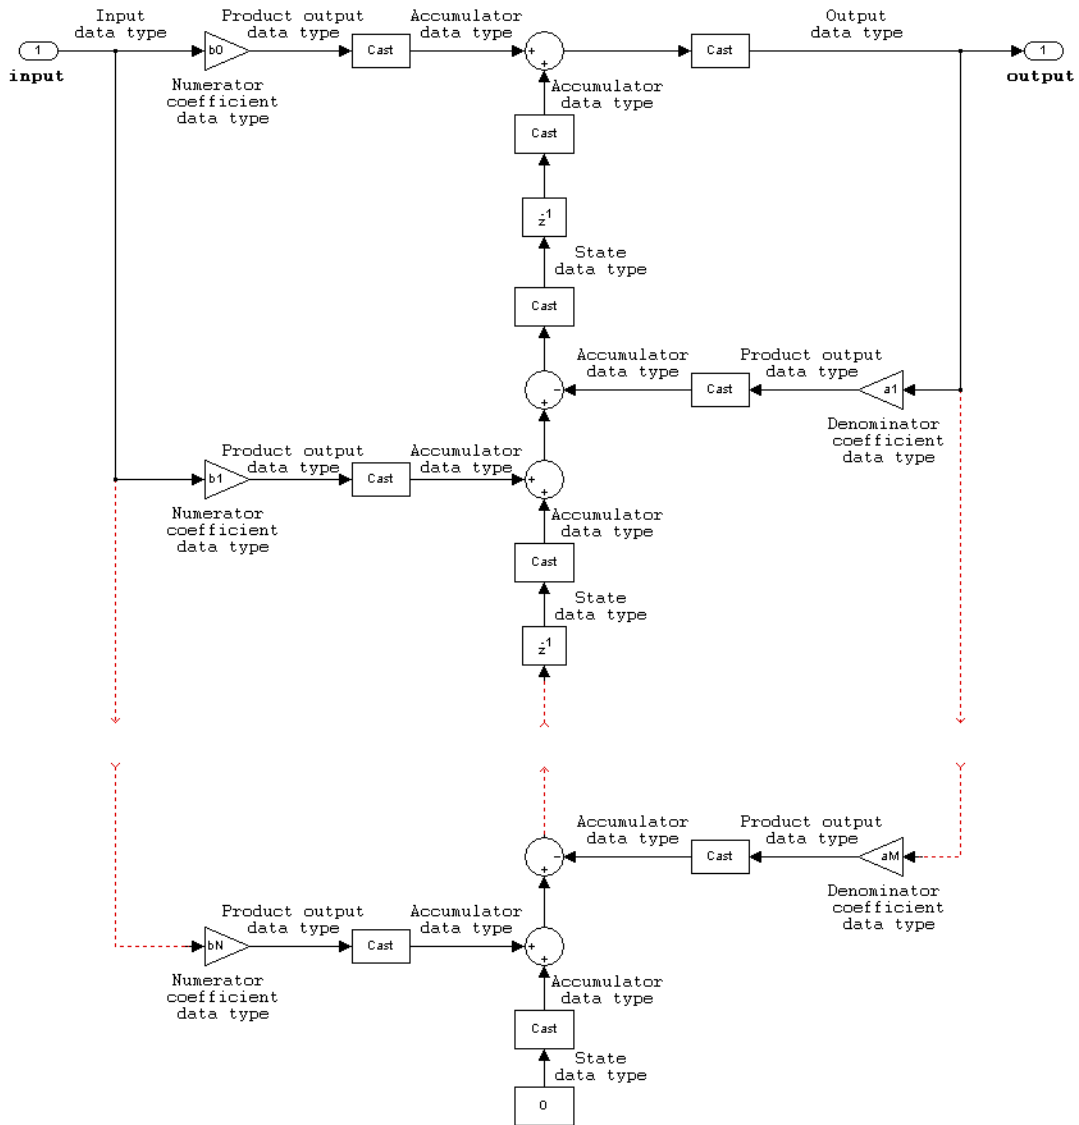 Input
data type
Product output
data type
Accumulator
data type
Output
data type
1
b0
Cast
+
+
Cast
1
input
output
Numerator
coefficient
data type
Accumulator
data type
Cast
z-1
State
data type
Cast
Accumulator
data type
Product output
data type
-
+
Cast
a1
Denominator
coefficient
data type
Product output
data type
Accumulator
data type
b1
Cast
+
+
Numerator
coefficient
data type
Accumulator
data type
Cast
State
data type
z-1
Accumulator
data type
Product output
data type
-
+
Cast
aM
Denominator
coefficient
data type
Product output
data type
Accumulator
data type
bN
Cast
+
+
Numerator
coefficient
data type
Accumulator
data type
Cast
State
data type
0